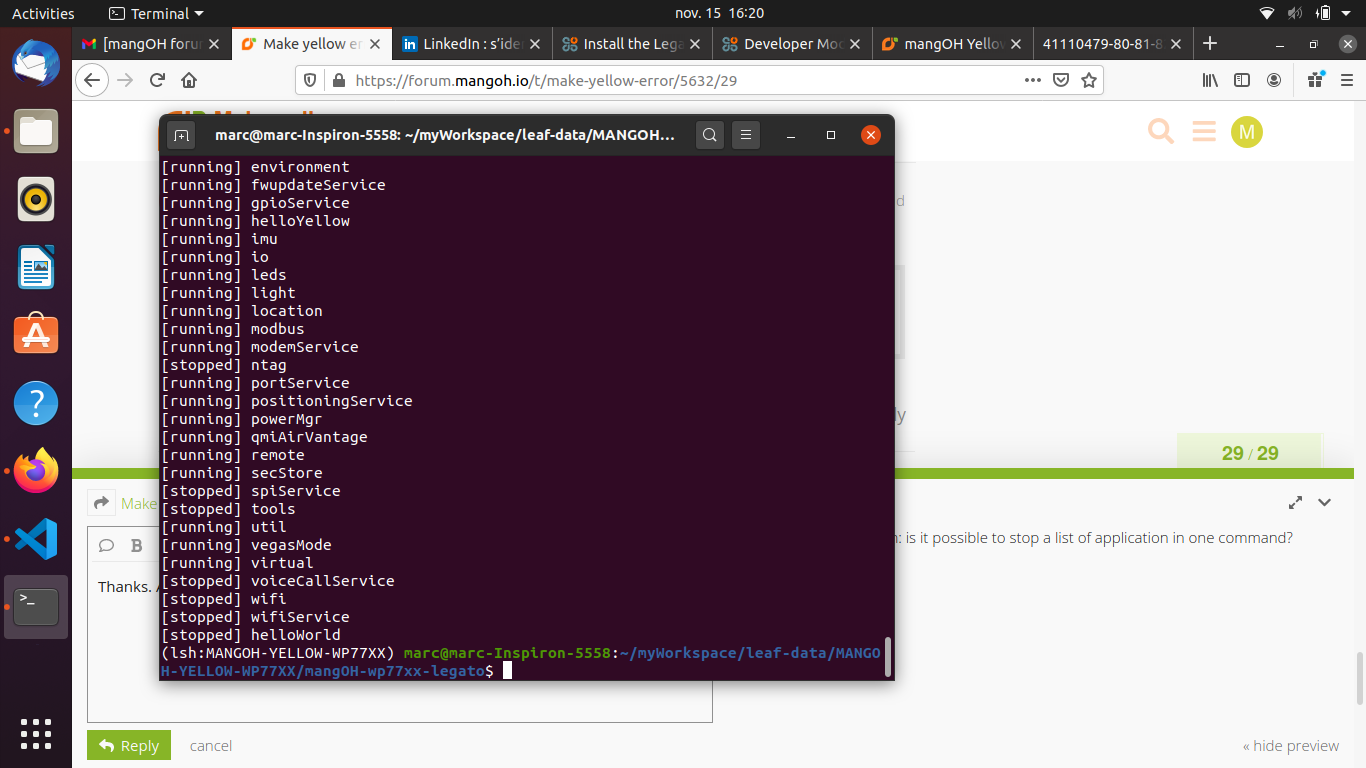 Activities
Terminal
nov. 15 16:20
[mangOH foru
Make yellow er
LinkedIn : s’ide
Install the Lega
Developer Mod
mangOH Yellow
41110479-80-81-8
https://forum.mangoh.io/t/make-yellow-error/5632/29
M
marc@marc-Inspiron-5558: ~/myWorkspace/leaf-data/MANGOH...
[running] environment
[running] fwupdateService
[running] gpioService
[running] helloYellow
[running] imu
[running] io
[running] leds
[running] light
[running] location
[running] modbus
[running] modemService
[stopped] ntag
[running] portService
[running] positioningService
[running] powerMgr
[running] qmiAirVantage
[running] remote
[running] secStore
[stopped] spiService
[stopped] tools
[running] util
[running] vegasMode
[running] virtual
[stopped] voiceCallService
[stopped] wifi
[stopped] wifiService
[stopped] helloWorld
(lsh:MANGOH-YELLOW-WP77XX) marc@marc-Inspiron-5558:~/myWorkspace/leaf-data/MANGO
H-YELLOW-WP77XX/mangOH-wp77xx-legato$
d
ly
29 / 29
Make
B
n: is it possible to stop a list of application in one command?
Thanks.
Reply
cancel
« hide preview